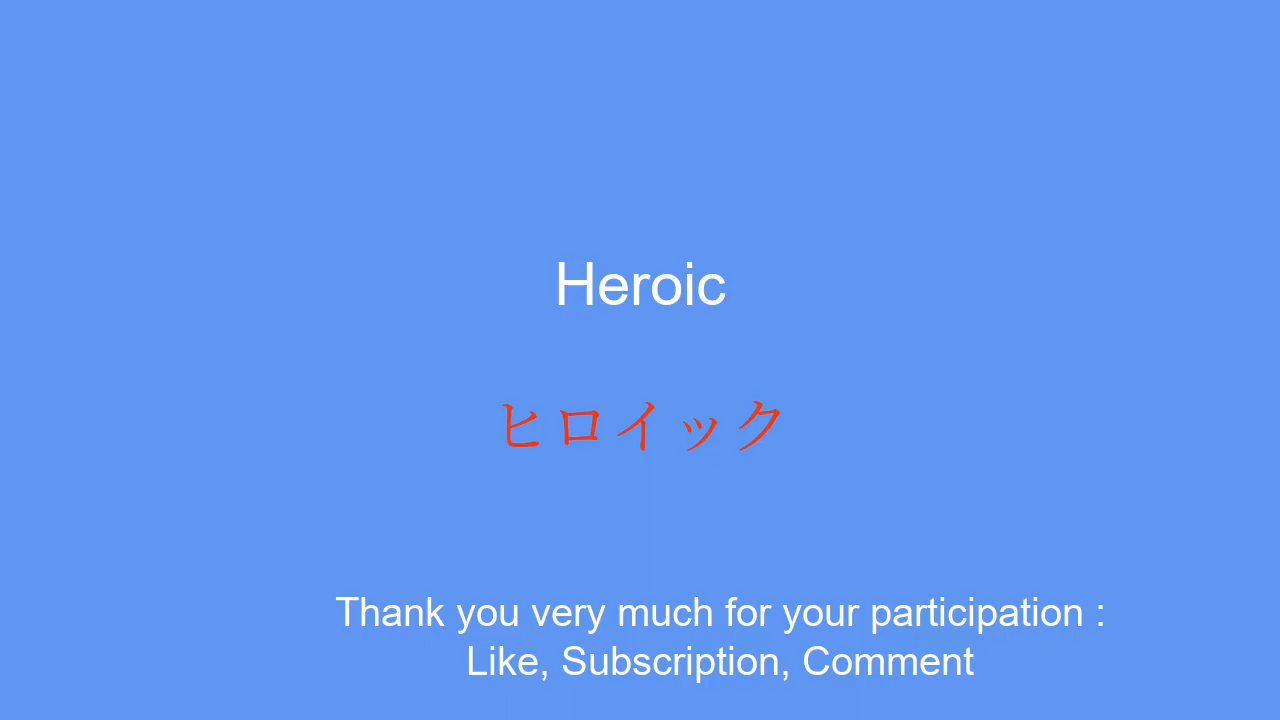 Heroic
ヒロイック
Thank you very much for your participation :
Like, Subscription, Comment